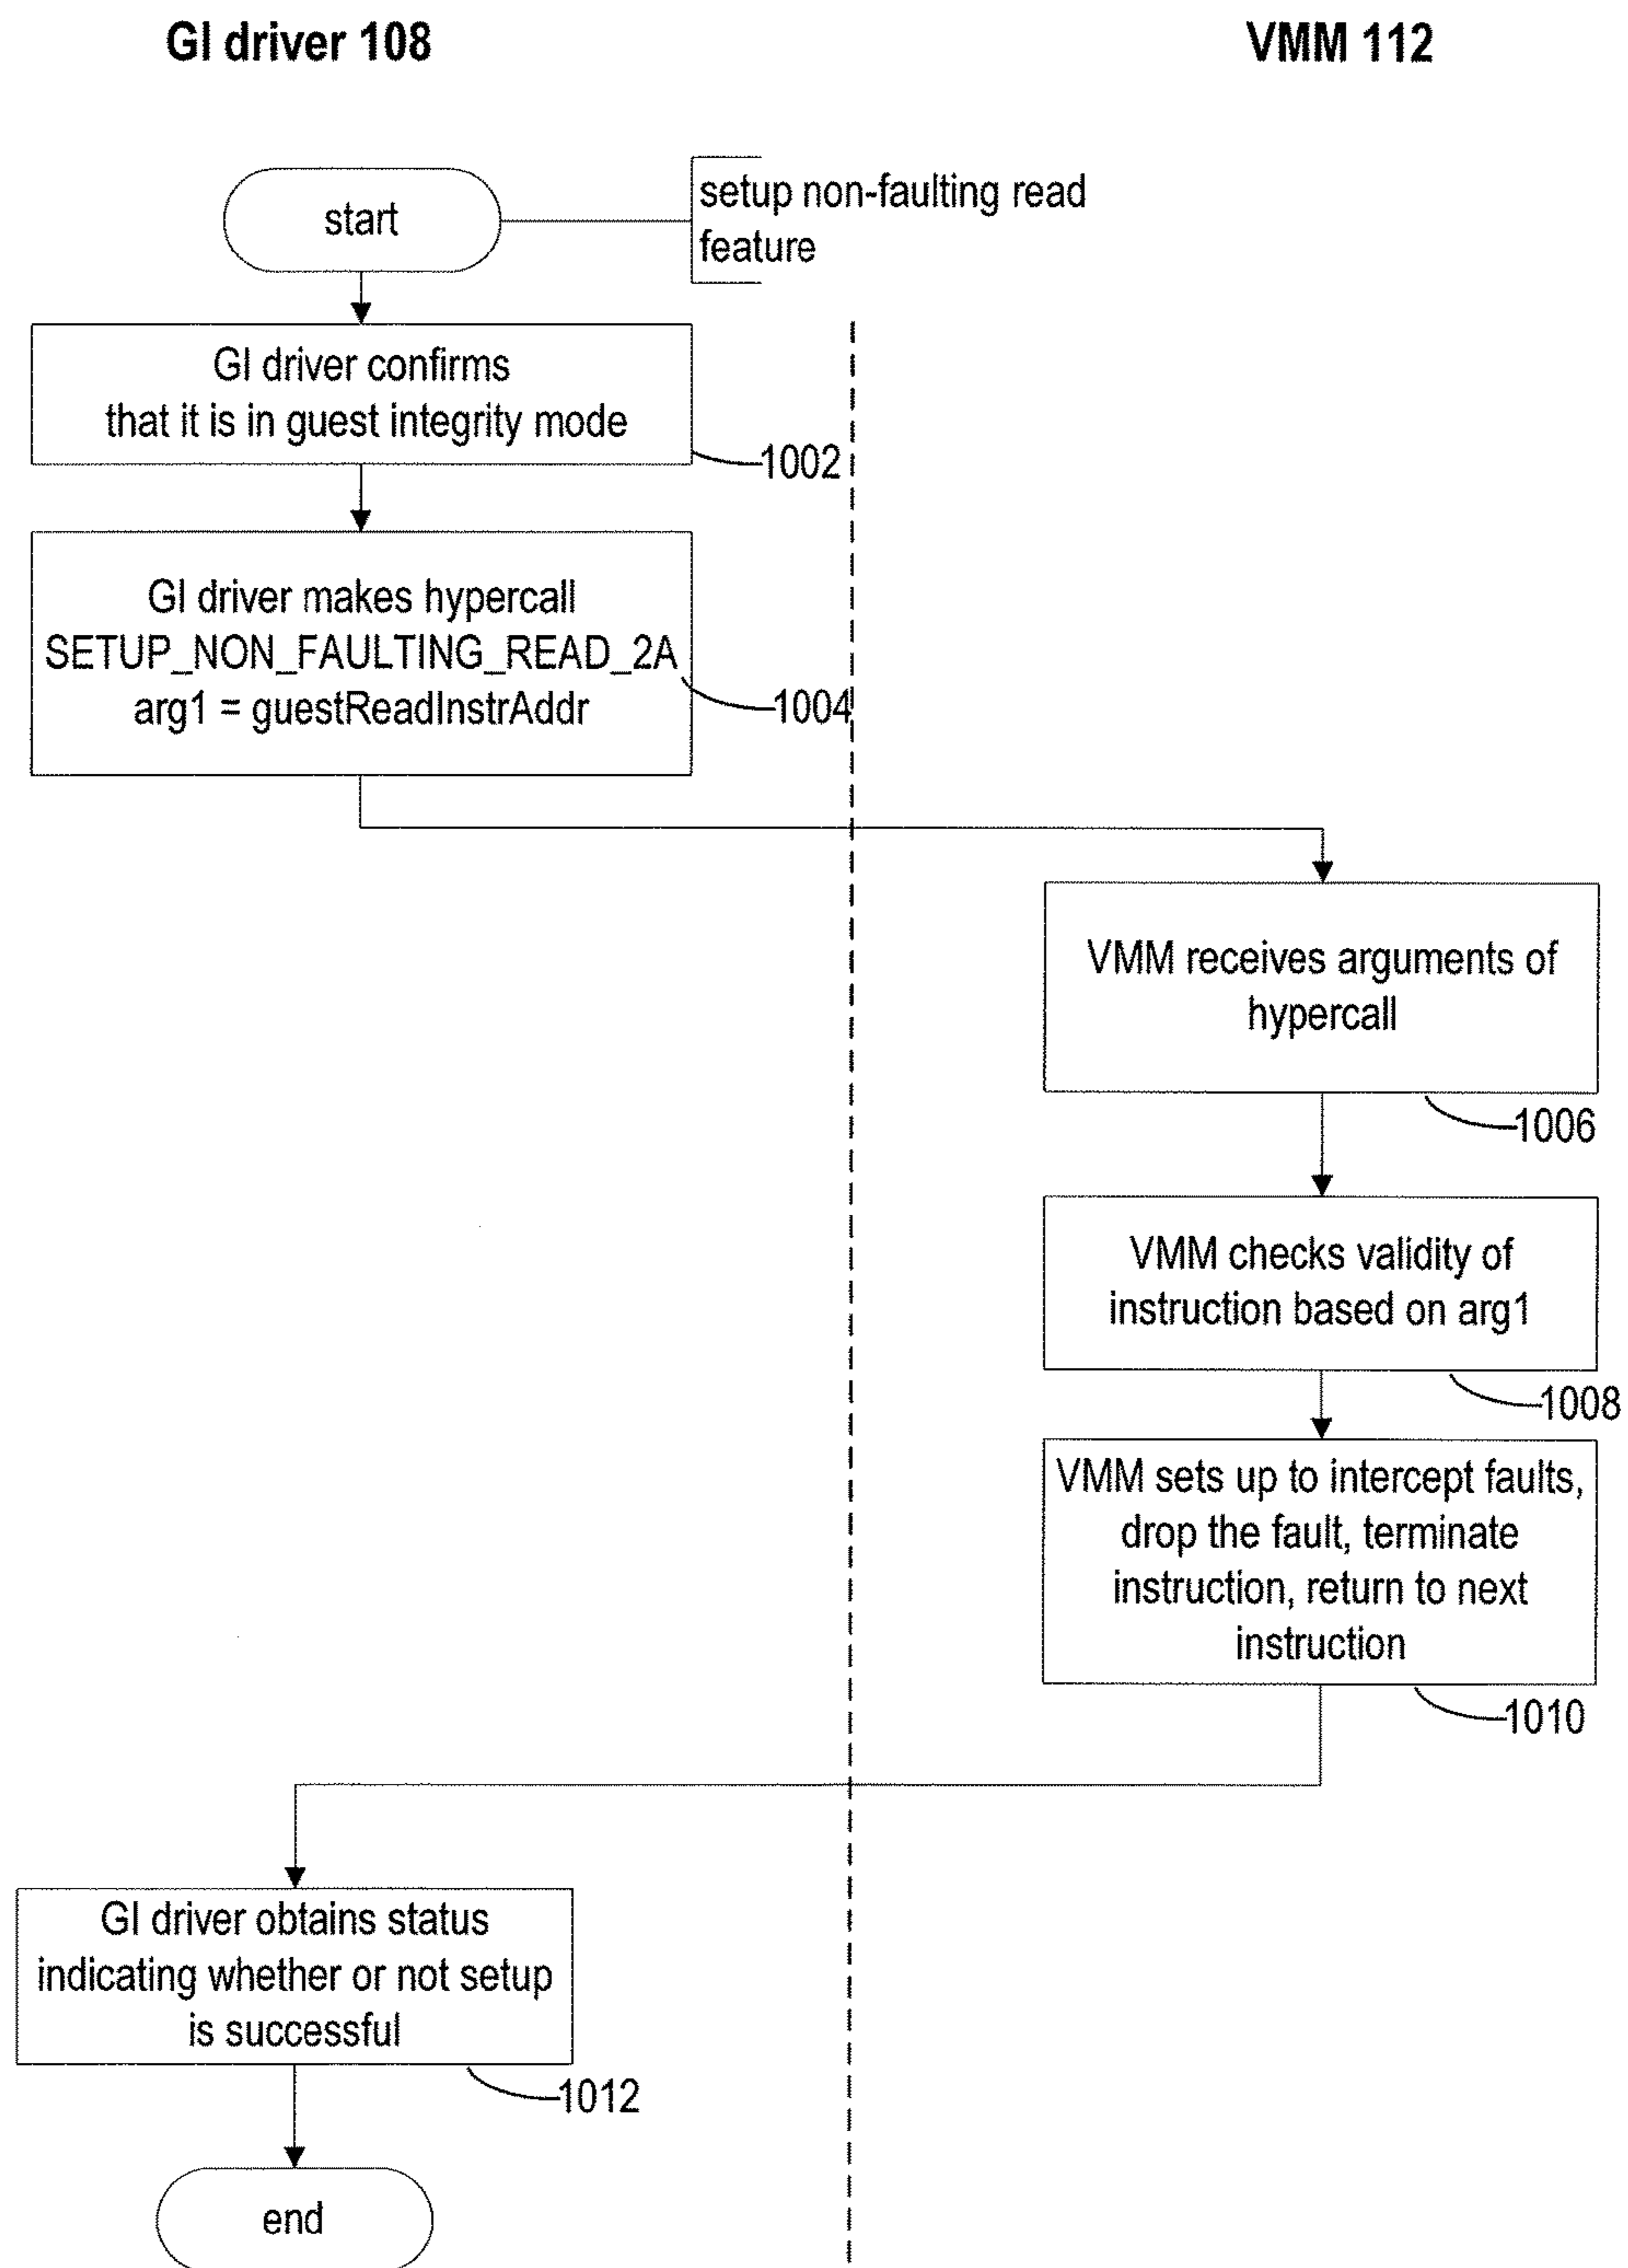 GI driver 108
VMM 112
start
setup non-faulting read
feature
GI driver confirms
that it is in guest integrity mode
1002
GI driver makes hypercall
SETUP_NON_FAULTING_READ_2A
arg1 = guestReadInstrAddr
1004
VMM receives arguments of
hypercall
1006
VMM checks validity of
instruction based on arg1
1008
VMM sets up to intercept faults,
drop the fault, terminate
instruction, return to next
instruction
1010
GI driver obtains status
indicating whether or not setup
is successful
1012
end